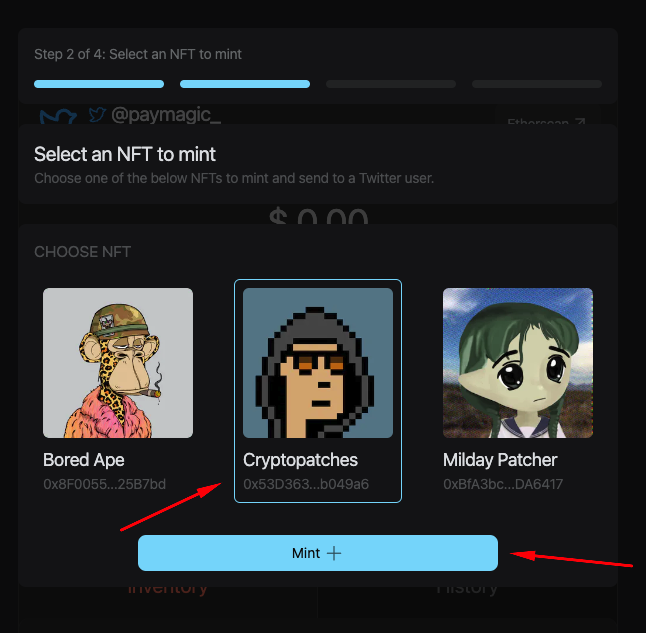 Step 2 of 4: Select an NFT to mint
@paymagic_
Etherscan
Select an NFT to mint
Choose one of the below NFTs to mint and send to a Twitter user.
$ 0.00
CHOOSE NFT
Bored Ape
Cryptopatches
Milday Patcher
0x8F0055...25B7bd
0x53D363...b049a6
0xBfA3bc...DA6417
Mint +
Inventory
History